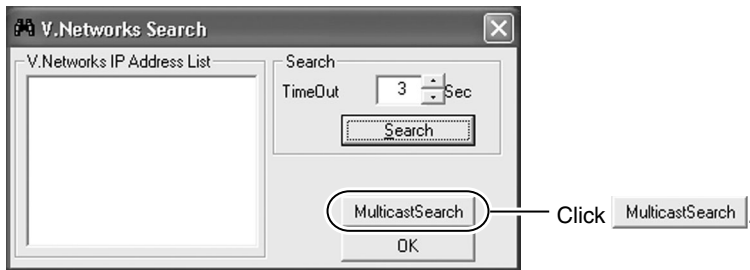 V.Networks Search
V.Networks IP Address List
Search
TimeOut 3 Sec
Search
MulticastSearch
Click MulticastSearch.
OK